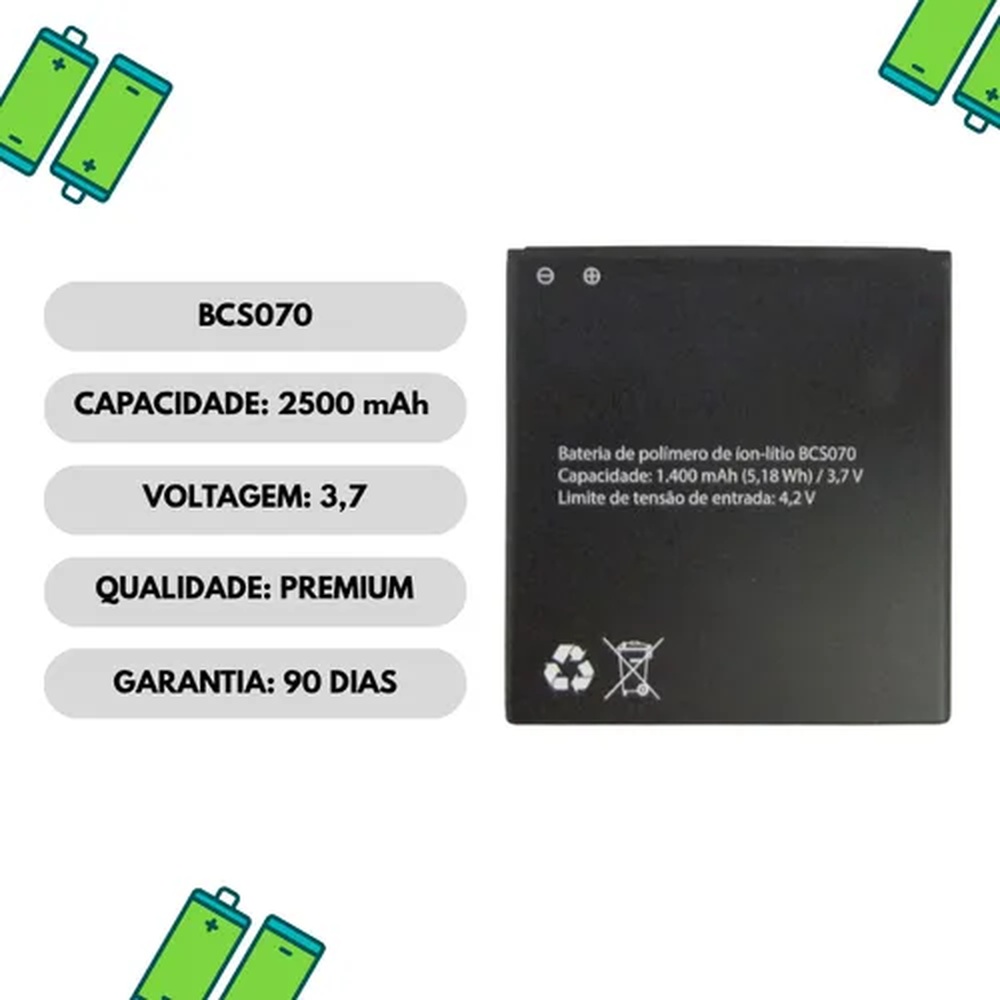 BCS070
CAPACIDADE: 2500 mAh
VOLTAGEM: 3,7
QUALIDADE: PREMIUM
GARANTIA: 90 DIAS
Bateria de polímero de íon-lítio BCS070
Capacidade: 1.400 mAh (5,18 Wh) / 3,7 V
Limite de tensão de entrada: 4,2 V